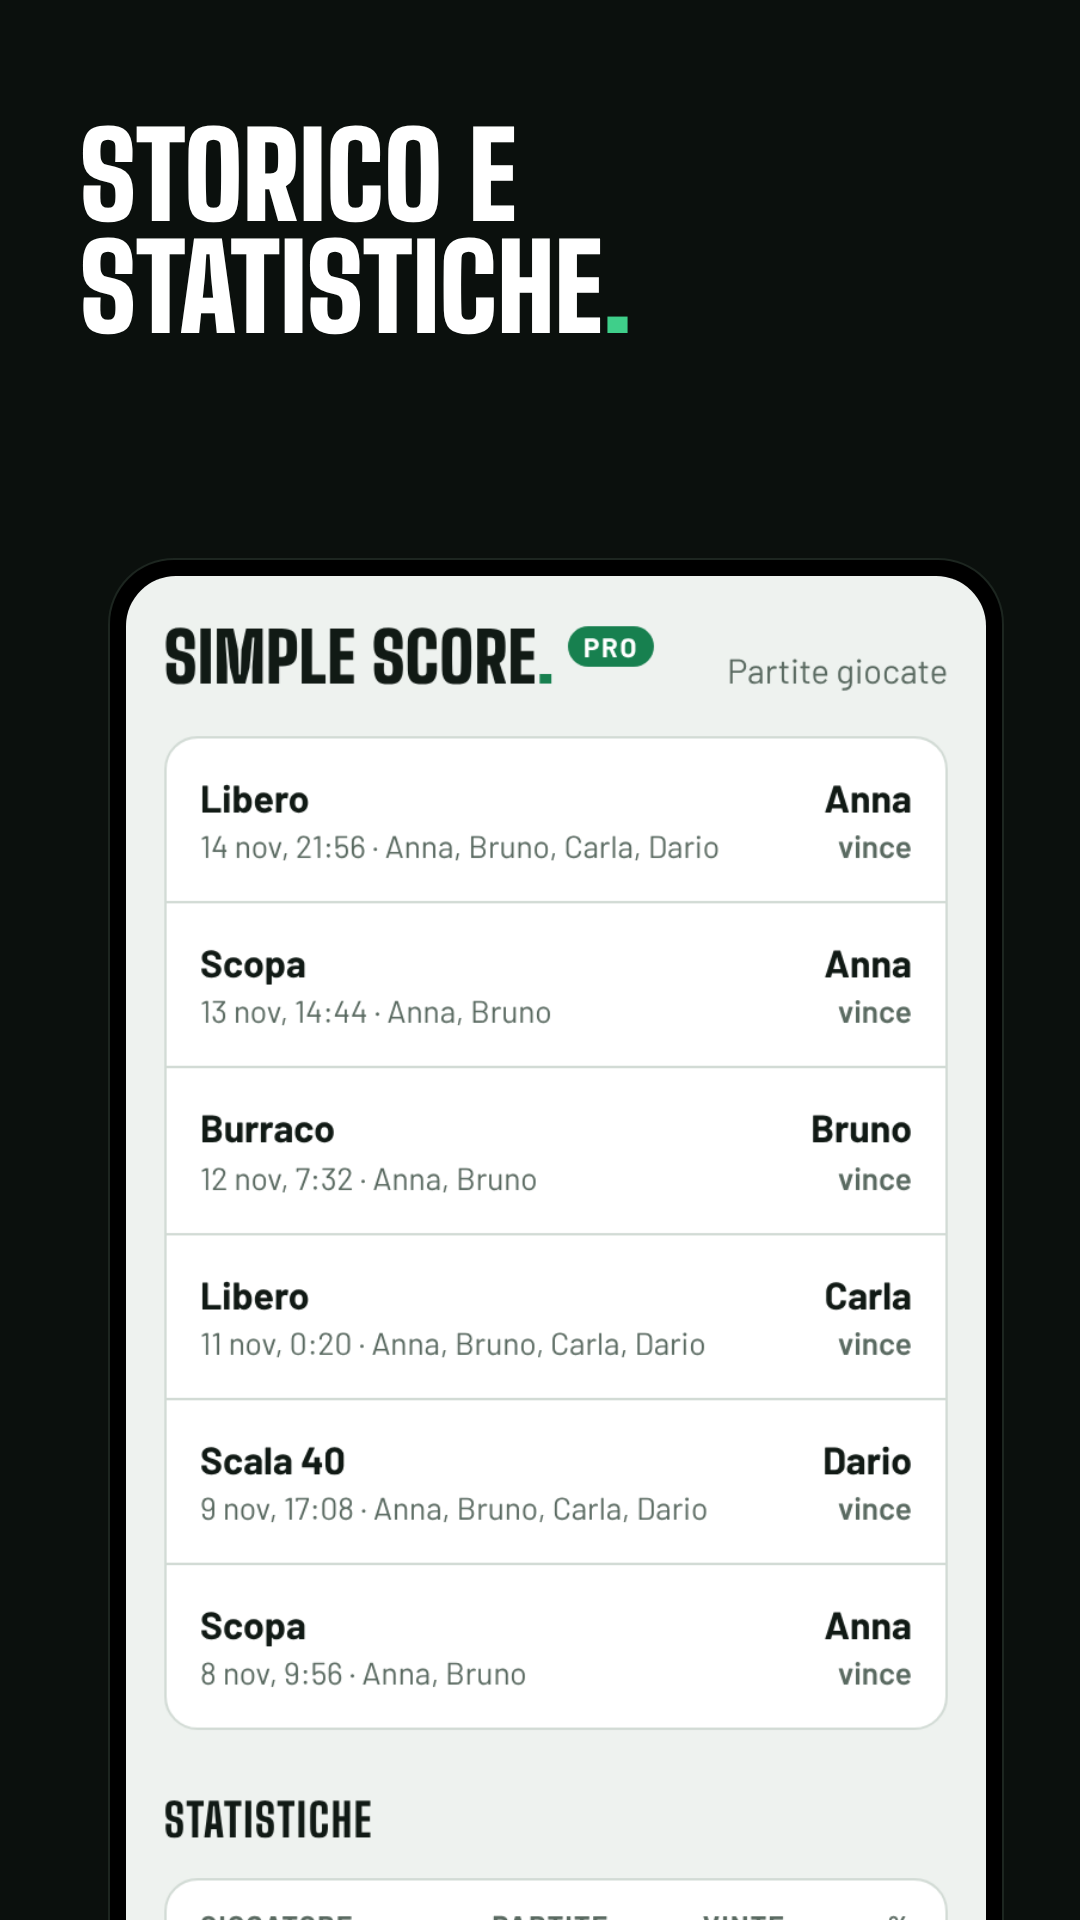 STORICO E
STATISTICHE.
SIMPLE SCORE. PRO
Partite giocate
Libero Anna
14 nov, 21:56 · Anna, Bruno, Carla, Dario vince
Scopa Anna
13 nov, 14:44 · Anna, Bruno vince
Burraco Bruno
12 nov, 7:32 · Anna, Bruno vince
Libero Carla
11 nov, 0:20 · Anna, Bruno, Carla, Dario vince
Scala 40 Dario
9 nov, 17:08 · Anna, Bruno, Carla, Dario vince
Scopa Anna
8 nov, 9:56 · Anna, Bruno vince
STATISTICHE
GIOCATORE PARTITE VINTE %